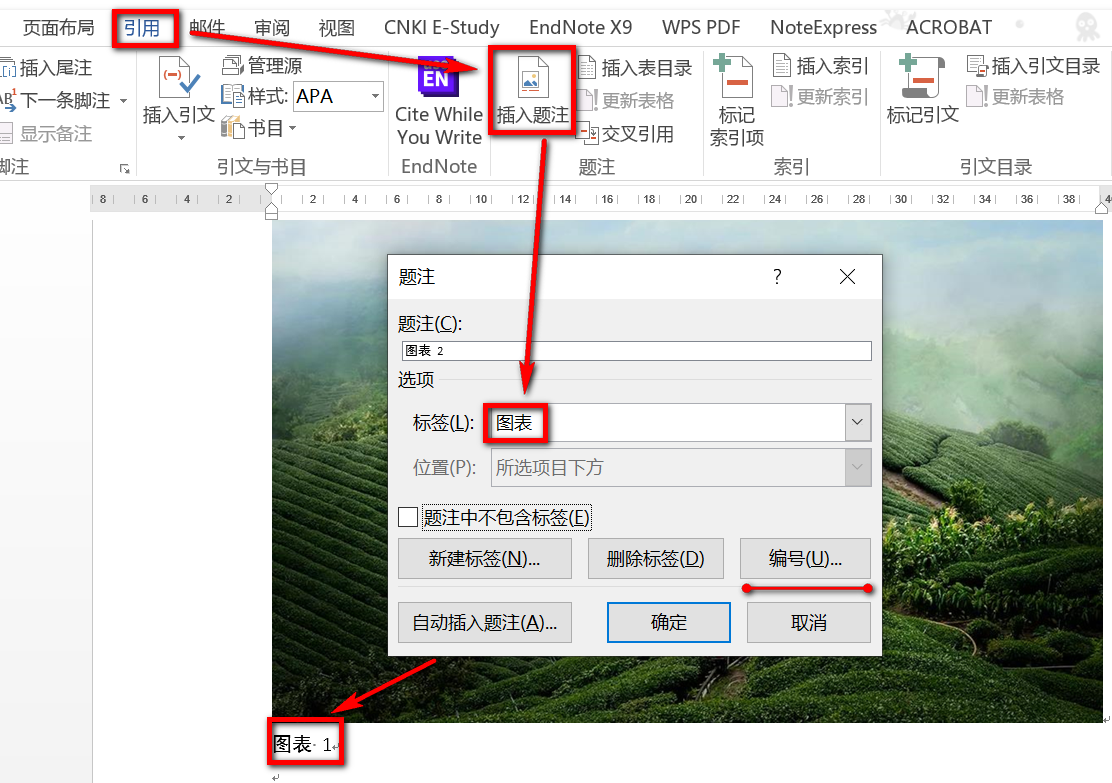 页面布局 引用 邮件 审阅 视图 CNKI E-Study EndNote X9 WPS PDF NoteExpress ACROBAT
插入尾注 管理源 插入表目录 插入索引 插入引文目录
AB1 下一条脚注 样式: APA 更新表格 更新索引 更新表格
显示备注 插入引文 书目 EN Cite While You Write 插入题注 交叉引用 标记索引项 标记引文
脚注 引文与书目 EndNote 题注 索引 引文目录
8 6 4 2 2 4 6 8 10 12 14 16 18 20 22 24 26 28 30 32 34 36 38 40
题注 ?
题注(C):
图表 2
选项
标签(L): 图表
位置(P): 所选项目下方
题注中不包含标签(E)
新建标签(N)... 删除标签(D) 编号(U)...
自动插入题注(A)... 确定 取消
图表 1